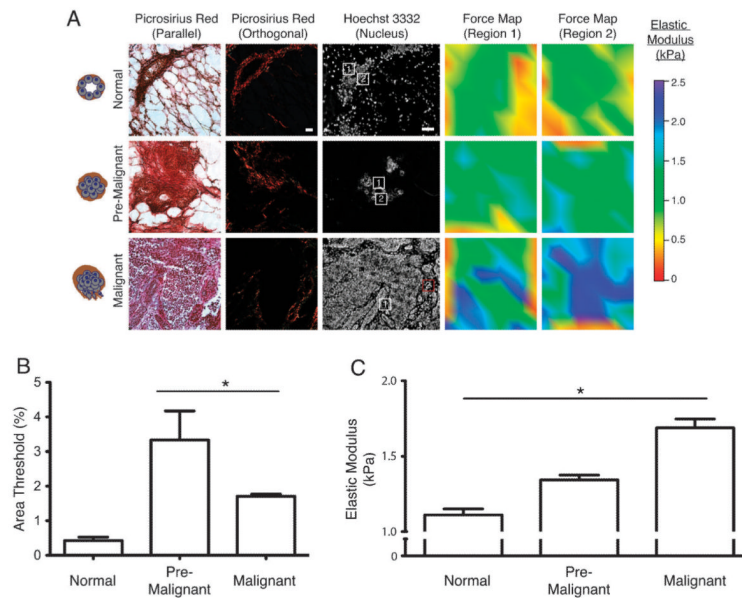 A
Picrosirius Red
(Parallel)
Picrosirius Red
(Orthogonal)
Hoechst 3332
(Nucleus)
Force Map
(Region 1)
Force Map
(Region 2)
Elastic
Modulus
(kPa)
Normal
1
2
2.5
2.0
1.5
1.0
0.5
0
Pre-Malignant
1
2
Malignant
1
B
Area Threshold (%)
5
4
3
2
1
0
*
Normal
Pre-
Malignant
Malignant
C
Elastic Modulus
(kPa)
2.0
1.5
1.0
0
*
Normal
Pre-
Malignant
Malignant